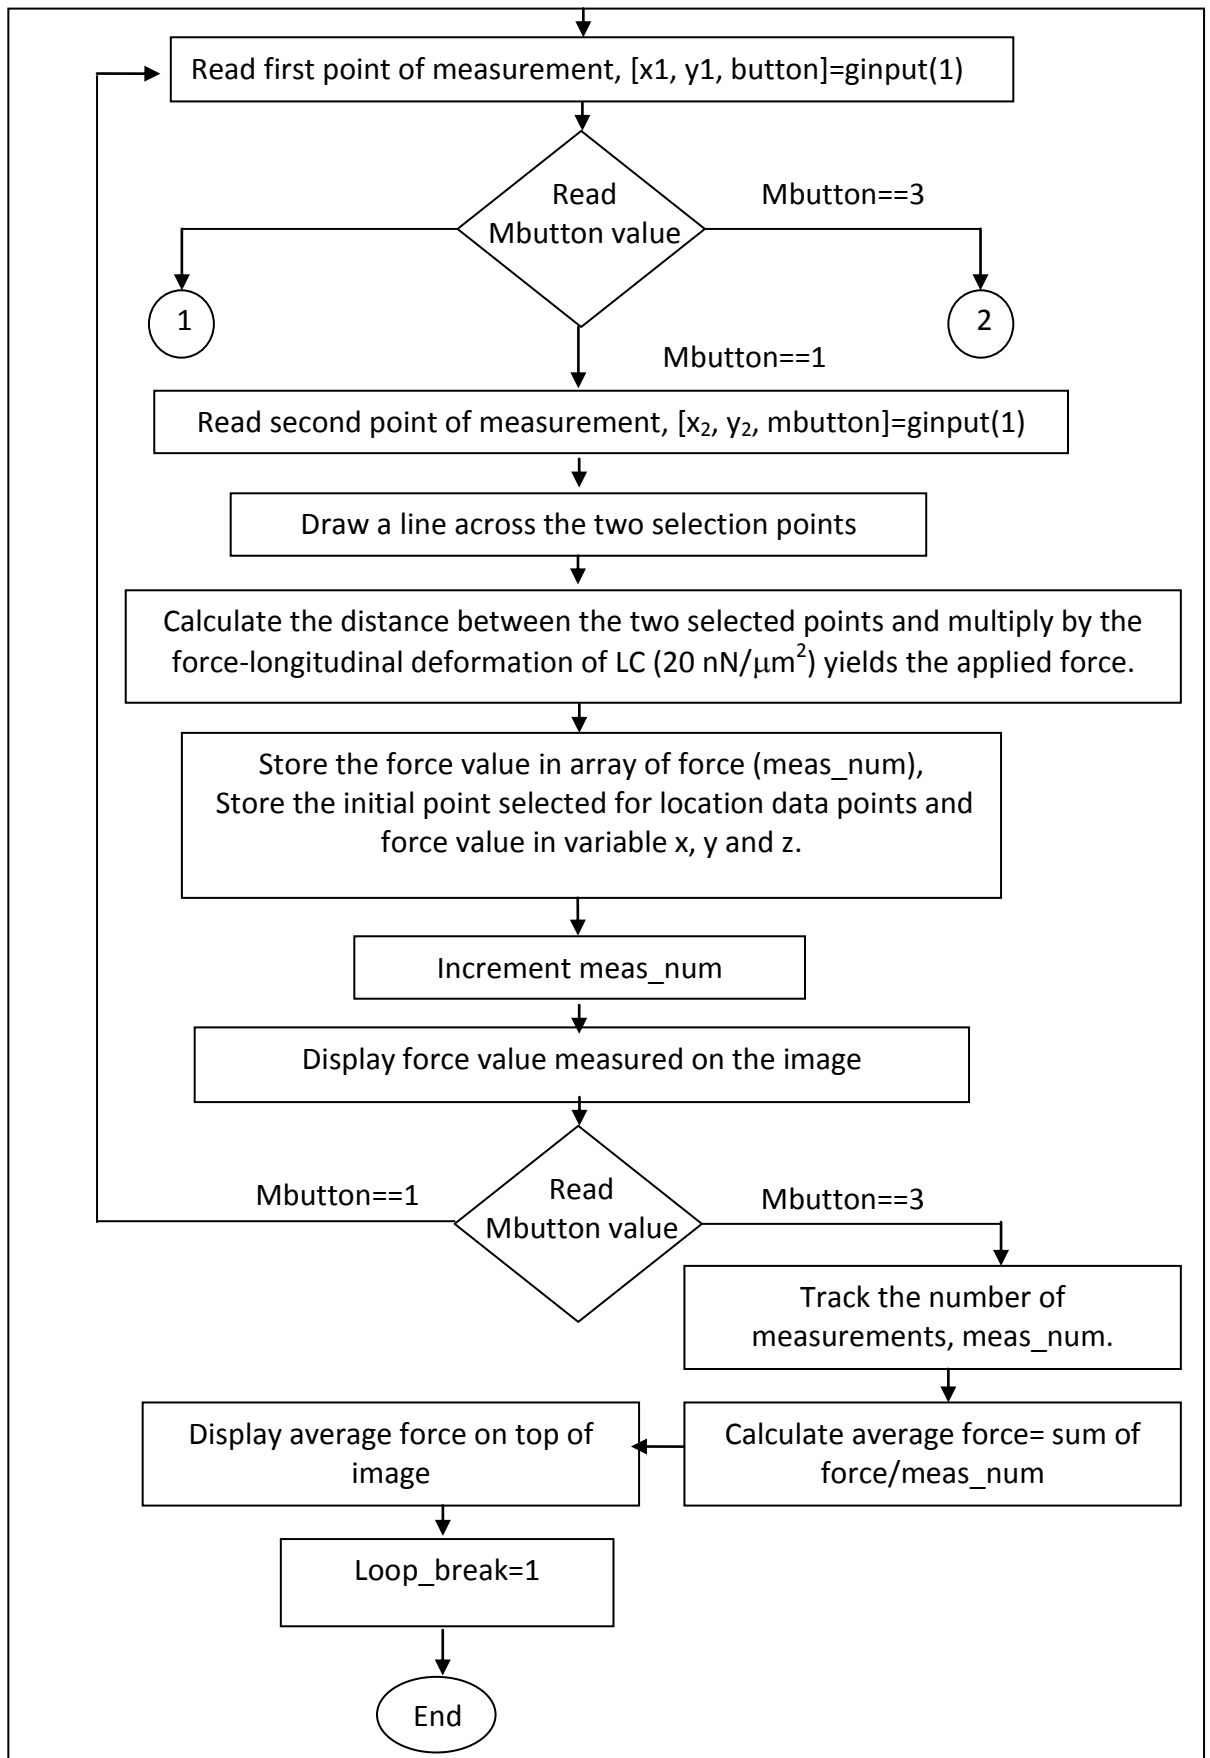 Read first point of measurement, [x1, y1, button]=ginput(1)
Read
Mbutton value
Mbutton==3
1
2
Mbutton==1
Read second point of measurement, [x₂, y₂, mbutton]=ginput(1)
Draw a line across the two selection points
Calculate the distance between the two selected points and multiply by the
force-longitudinal deformation of LC (20 nN/μm²) yields the applied force.
Store the force value in array of force (meas_num),
Store the initial point selected for location data points and
force value in variable x, y and z.
Increment meas_num
Display force value measured on the image
Mbutton==1
Read
Mbutton value
Mbutton==3
Track the number of
measurements, meas_num.
Display average force on top of
image
Calculate average force= sum of
force/meas_num
Loop_break=1
End